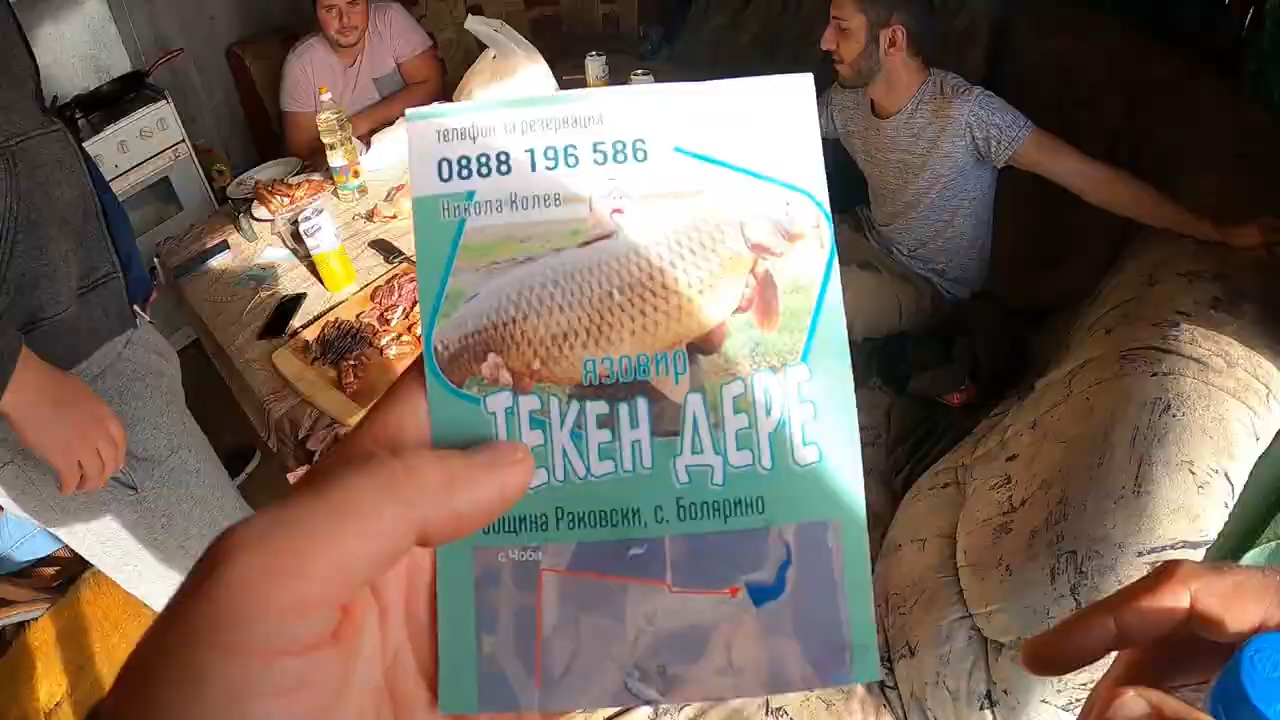 телефон за резервация
0888 196 586
Никола Колев
язовир
ТЕКЕН ДЕРЕ
община Раковски, с. Болярино
с. Чоба